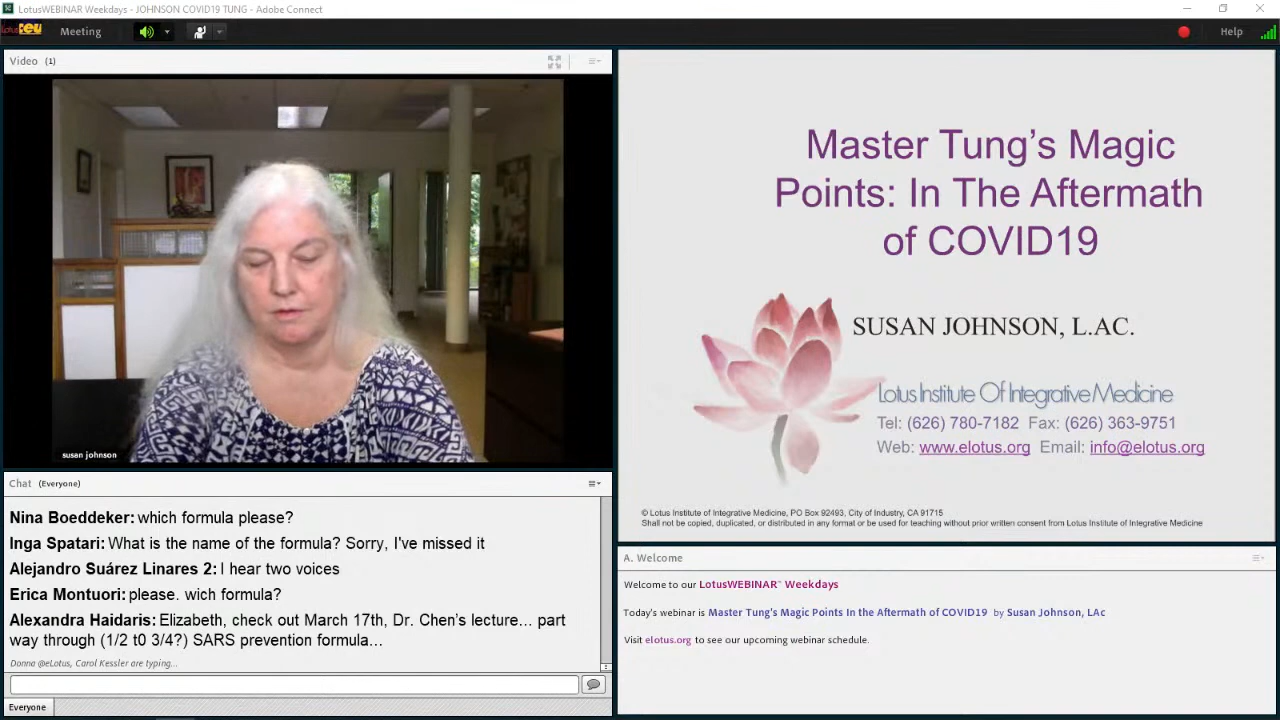 LotusWEBINAR Weekdays - JOHNSON COVID19 TUNG - Adobe Connect
Meeting
Help
Video (1)
susan johnson
Master Tung's Magic
Points: In The Aftermath
of COVID19
SUSAN JOHNSON, L.AC.
Lotus Institute Of Integrative Medicine
Tel: (626) 780-7182 Fax: (626) 363-9751
Web: www.elotus.org Email: info@elotus.org
© Lotus Institute of Integrative Medicine, PO Box 92493, City of Industry, CA 91715
Shall not be copied, duplicated, or distributed in any format or be used for teaching without prior written consent from Lotus Institute of Integrative Medicine
Chat (Everyone)
Nina Boeddeker: which formula please?
Inga Spatari: What is the name of the formula? Sorry, I've missed it
Alejandro Suárez Linares 2: I hear two voices
Erica Montuori: please. wich formula?
Alexandra Haidaris: Elizabeth, check out March 17th, Dr. Chen's lecture... part
way through (1/2 t0 3/4?) SARS prevention formula...
Donna @eLotus, Carol Kessler are typing...
Everyone
A. Welcome
Welcome to our LotusWEBINAR™ Weekdays
Today's webinar is Master Tung's Magic Points In the Aftermath of COVID19 by Susan Johnson, LAc
Visit elotus.org to see our upcoming webinar schedule.